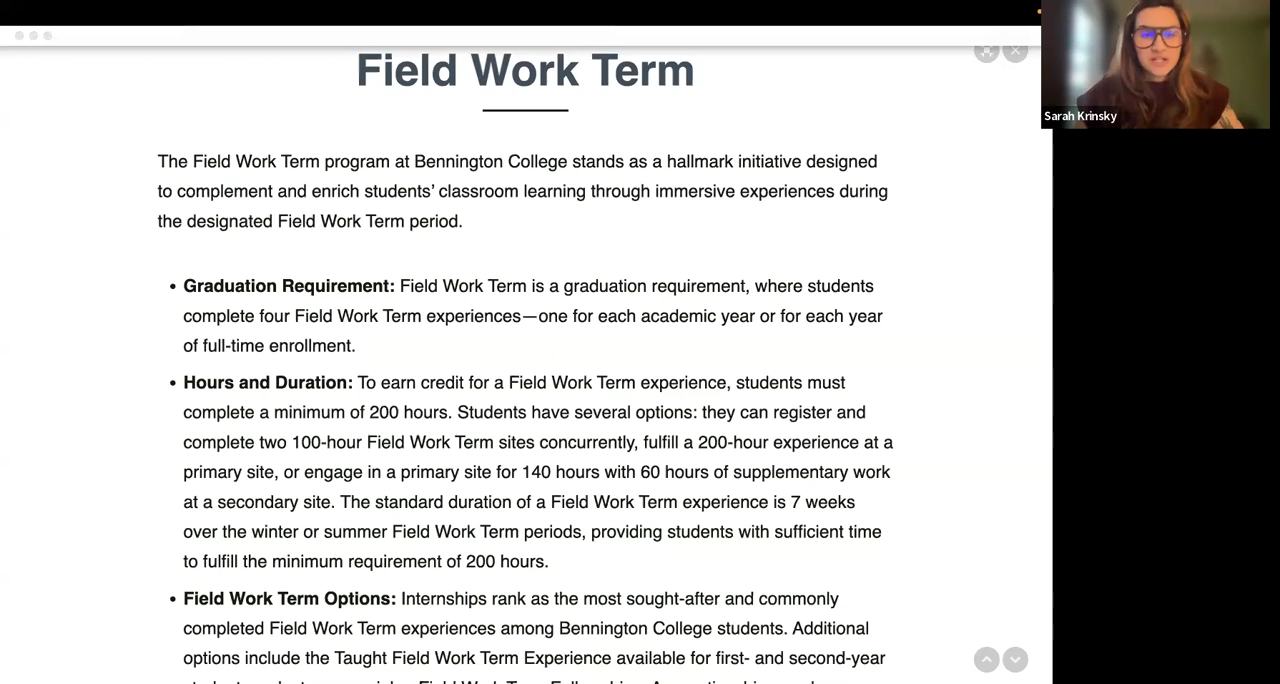 Field Work Term
Sarah Krinsky
The Field Work Term program at Bennington College stands as a hallmark initiative designed
to complement and enrich students’ classroom learning through immersive experiences during
the designated Field Work Term period.
• Graduation Requirement: Field Work Term is a graduation requirement, where students
complete four Field Work Term experiences—one for each academic year or for each year
of full-time enrollment.
• Hours and Duration: To earn credit for a Field Work Term experience, students must
complete a minimum of 200 hours. Students have several options: they can register and
complete two 100-hour Field Work Term sites concurrently, fulfill a 200-hour experience at a
primary site, or engage in a primary site for 140 hours with 60 hours of supplementary work
at a secondary site. The standard duration of a Field Work Term experience is 7 weeks
over the winter or summer Field Work Term periods, providing students with sufficient time
to fulfill the minimum requirement of 200 hours.
• Field Work Term Options: Internships rank as the most sought-after and commonly
completed Field Work Term experiences among Bennington College students. Additional
options include the Taught Field Work Term Experience available for first- and second-year